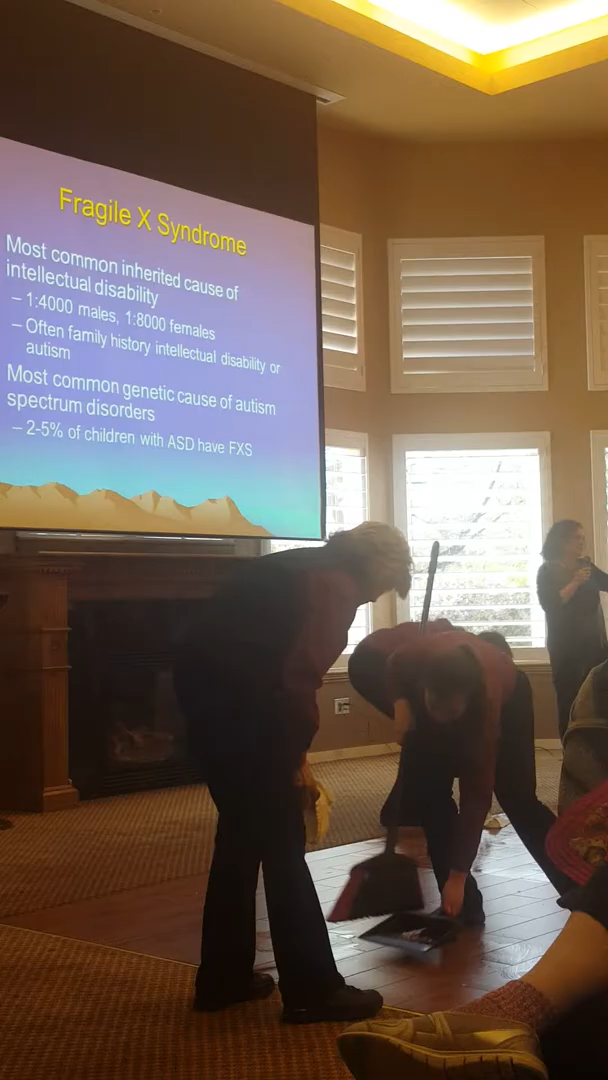 Fragile X Syndrome
Most common inherited cause of
intellectual disability
– 1:4000 males, 1:8000 females
– Often family history intellectual disability or
autism
Most common genetic cause of autism
spectrum disorders
– 2-5% of children with ASD have FXS